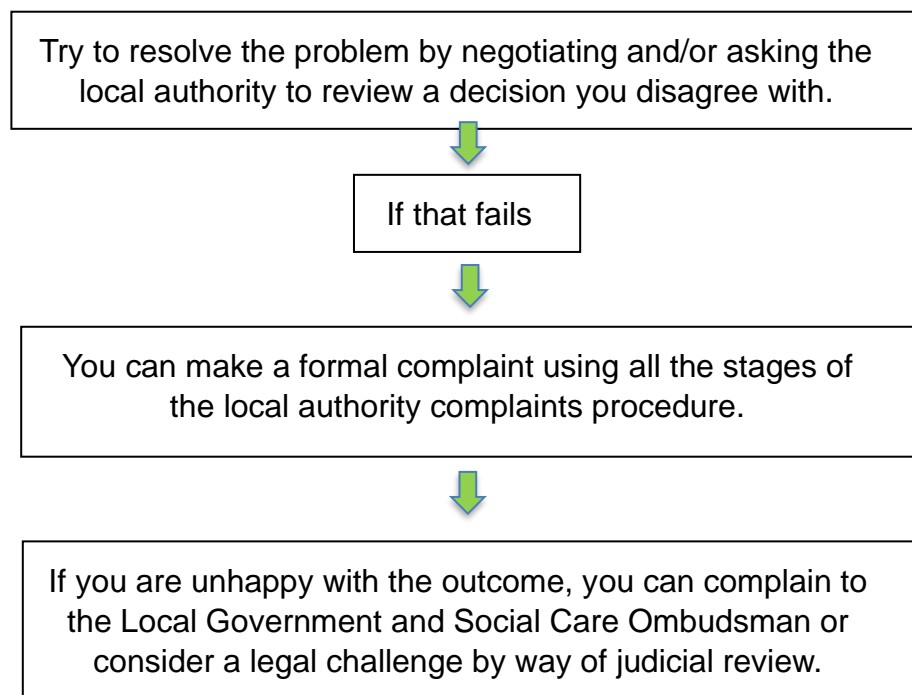 Try to resolve the problem by negotiating and/or asking the
local authority to review a decision you disagree with.
If that fails
You can make a formal complaint using all the stages of
the local authority complaints procedure.
If you are unhappy with the outcome, you can complain to
the Local Government and Social Care Ombudsman or
consider a legal challenge by way of judicial review.